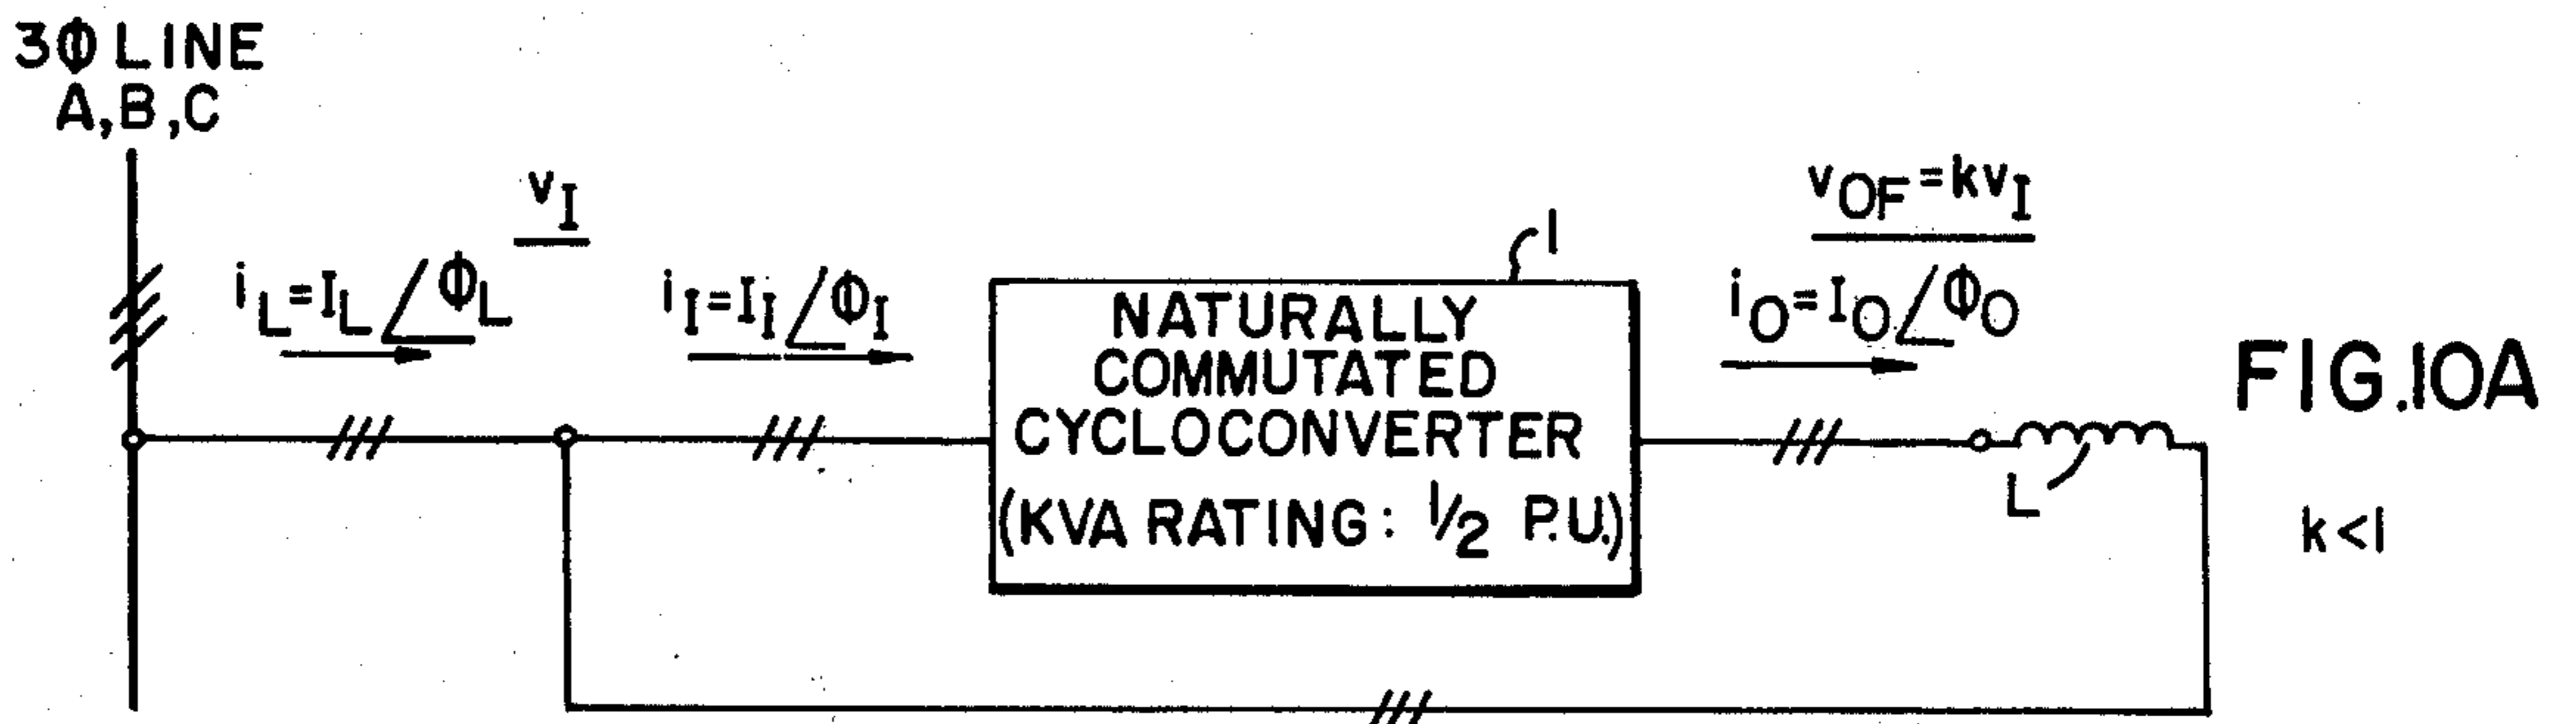 3Φ LINE
A,B,C
v_I
i_L=I_L∠Φ_L
i_I=I_I∠Φ_I
1
NATURALLY
COMMUTATED
CYCLOCONVERTER
(KVA RATING: 1/2 P.U.)
v_OF=kv_I
i_O=I_O∠Φ_O
L
k<1
FIG.10A